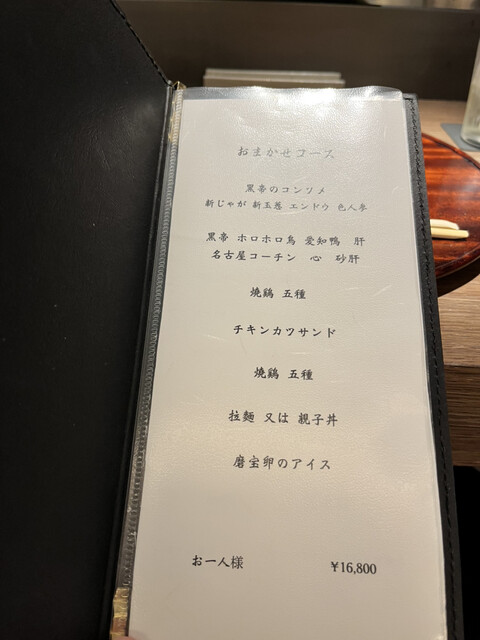 おまかせコース
黒帝のコンソメ
新じゃが 新玉葱 エンドウ 色人参
黒帝 ホロホロ鳥 愛知鴨 肝
名古屋コーチン 心 砂肝
焼鶏 五種
チキンカツサンド
焼鶏 五種
拉麺 又は 親子丼
磨宝卵のアイス
お一人様 ¥16,800